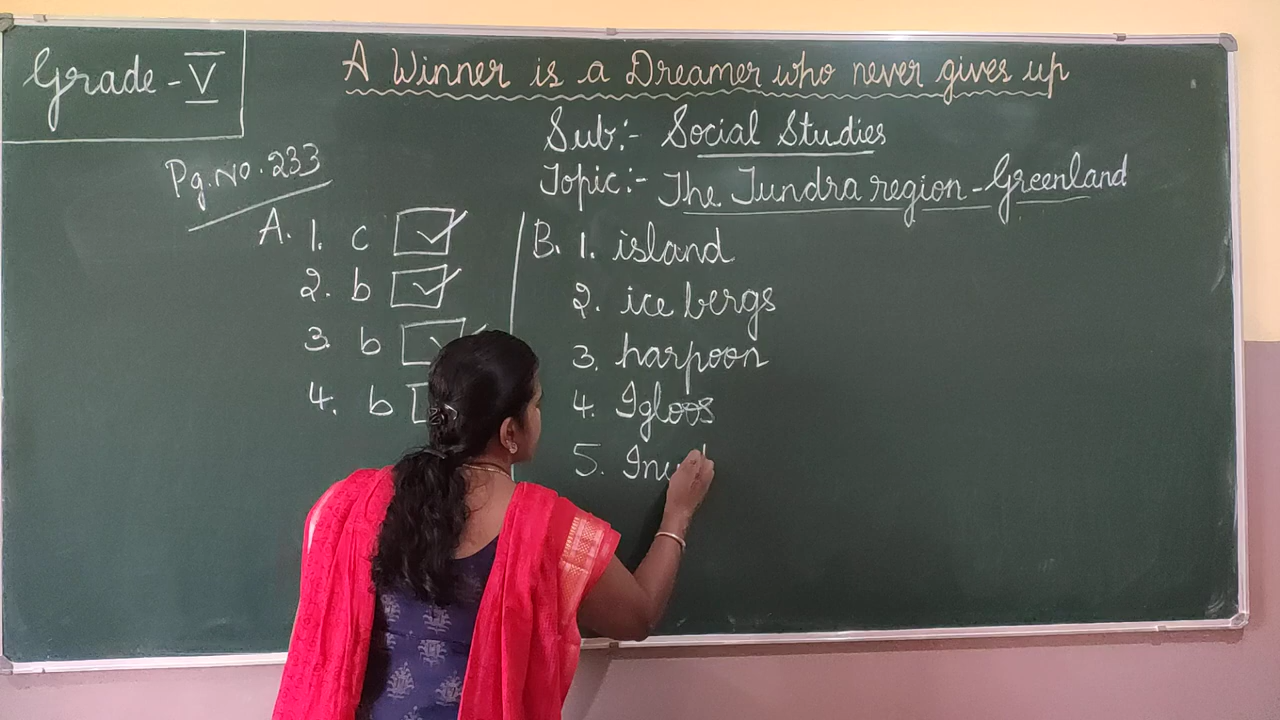 Grade - V
A Winner is a Dreamer who never gives up
Sub:- Social Studies
Topic:- The Tundra region - Greenland
Pg. No. 233
A. 1. c
2. b
3. b
4. b
B. 1. island
2. ice bergs
3. harpoon
4. Igloos
5.